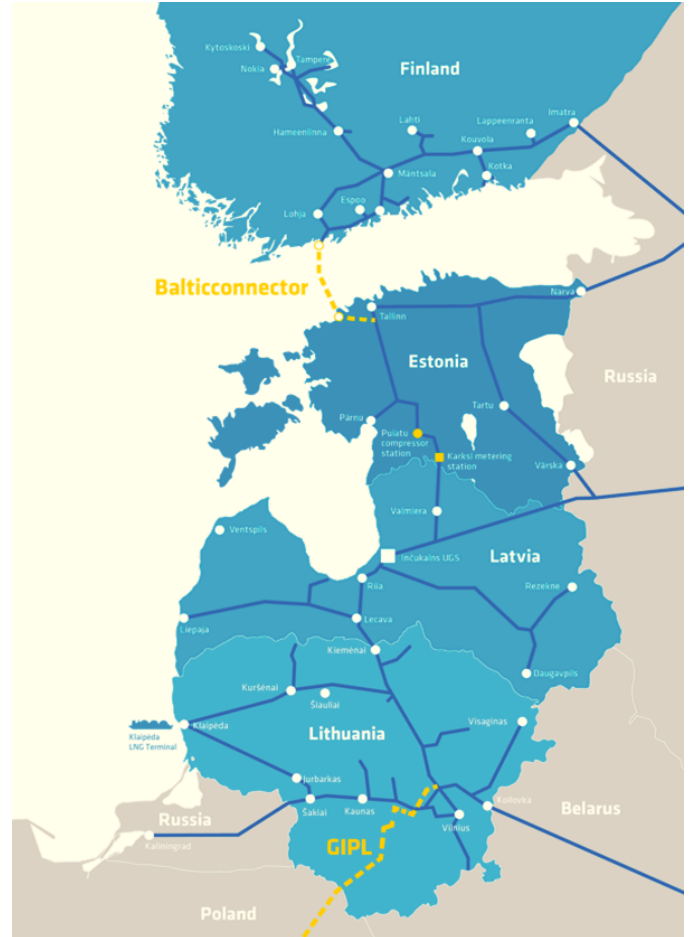 Kytoskoski
Tampere
Nokia
Finland
Hameenlinna
Lahti
Lappeenranta
Imatra
Kouvola
Kotka
Mäntsala
Espoo
Lohja
Balticconnector
Narva
Tallinn
Estonia
Russia
Pärnu
Tartu
Puiatu
compressor
station
Karksi metering
station
Värska
Valmiera
Ventspils
Inčukalns UGS
Latvia
Riia
Rezekne
Liepaja
Lecava
Kiemėnai
Daugavpils
Kuršėnai
Šiauliai
Klaipėda
Klaipėda
LNG Terminal
Lithuania
Visaginas
Jurbarkas
Šakiai
Kaunas
Kotlovka
Belarus
Russia
Kaliningrad
Vilnius
GIPL
Poland